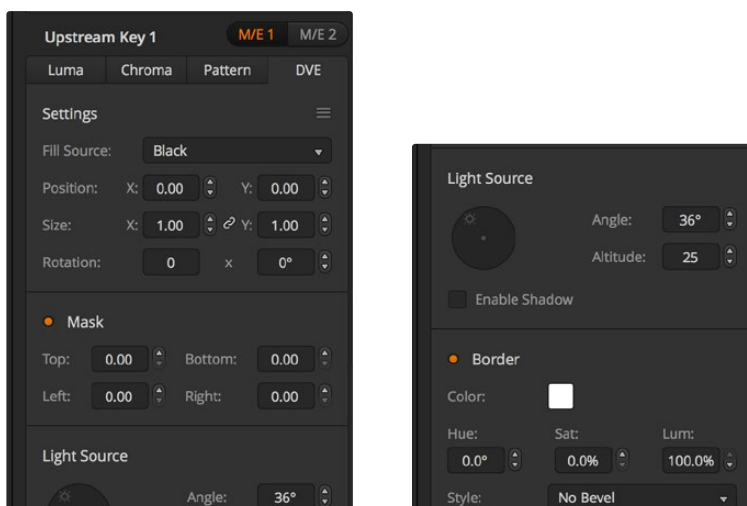 Upstream Key 1 M/E 1 M/E 2
Luma Chroma Pattern DVE
Settings
Fill Source: Black
Position: X: 0.00 Y: 0.00
Size: X: 1.00 Y: 1.00
Rotation: 0 x 0°
Mask
Top: 0.00 Bottom: 0.00
Left: 0.00 Right: 0.00
Light Source
Angle: 36°
Light Source
Angle: 36°
Altitude: 25
Enable Shadow
Border
Color:
Hue: Sat: Lum:
0.0° 0.0% 100.0%
Style: No Bevel